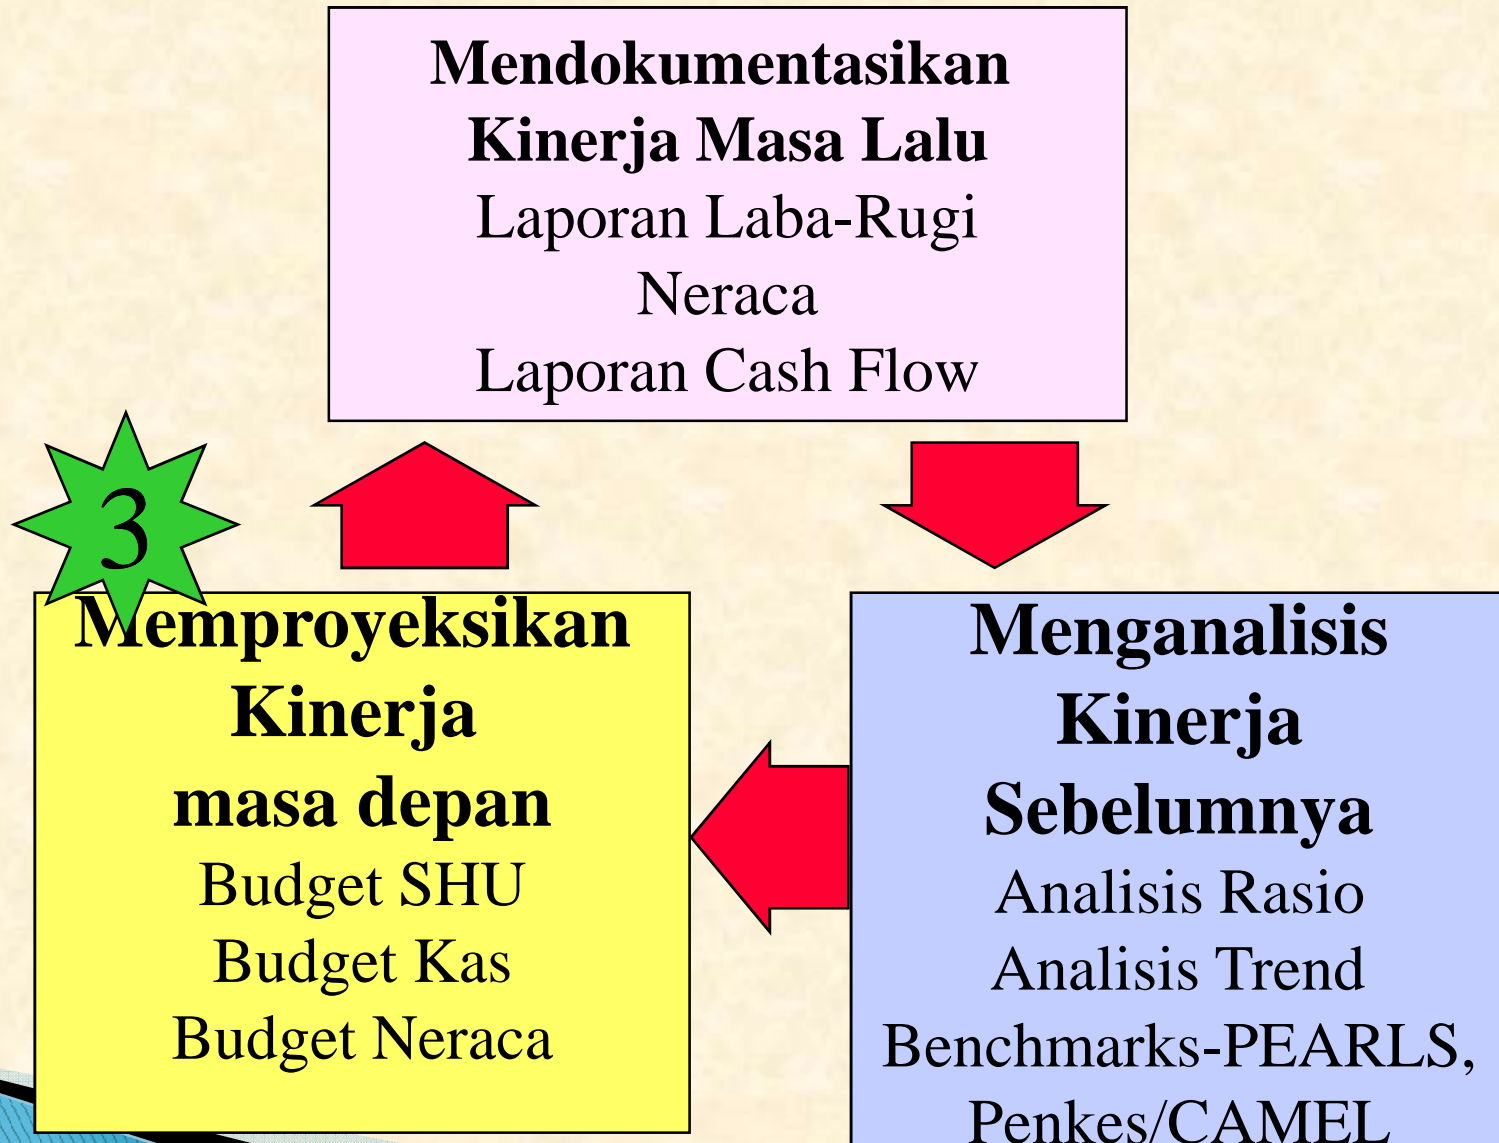 Mendokumentasikan
Kinerja Masa Lalu
Laporan Laba-Rugi
Neraca
Laporan Cash Flow
3
Memproyeksikan
Kinerja
masa depan
Budget SHU
Budget Kas
Budget Neraca
Menganalisis
Kinerja
Sebelumnya
Analisis Rasio
Analisis Trend
Benchmarks-PEARLS,
Penkes/CAMEL